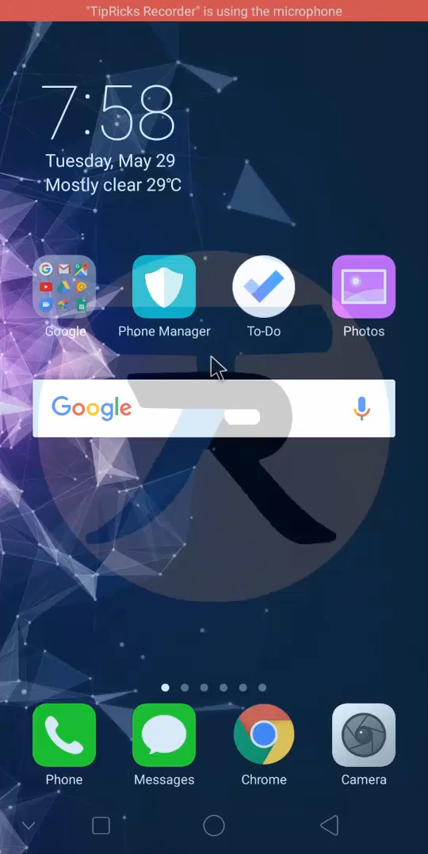 "TipRicks Recorder" is using the microphone
7:58
Tuesday, May 29
Mostly clear 29℃
Google
Phone Manager
To-Do
Photos
Google
Phone
Messages
Chrome
Camera